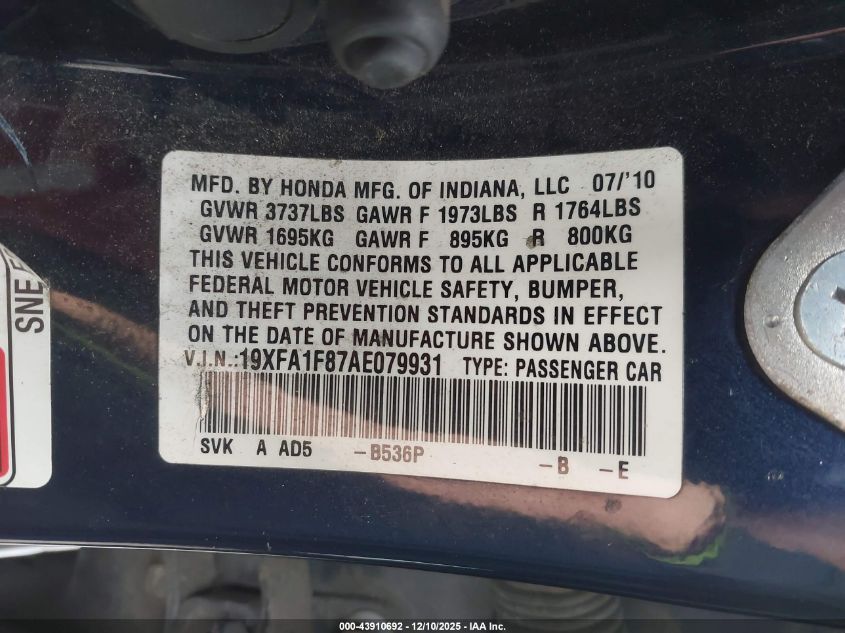 MFD. BY HONDA MFG. OF INDIANA, LLC 07/'10
GVWR 3737LBS GAWR F 1973LBS R 1764LBS
GVWR 1695KG GAWR F 895KG R 800KG
THIS VEHICLE CONFORMS TO ALL APPLICABLE
FEDERAL MOTOR VEHICLE SAFETY, BUMPER,
AND THEFT PREVENTION STANDARDS IN EFFECT
ON THE DATE OF MANUFACTURE SHOWN ABOVE.
V.I.N.:19XFA1F87AE079931 TYPE: PASSENGER CAR
SVK A AD5 -B536P -B -E
SNE
000-43910692 - 12/10/2025 - IAA Inc.